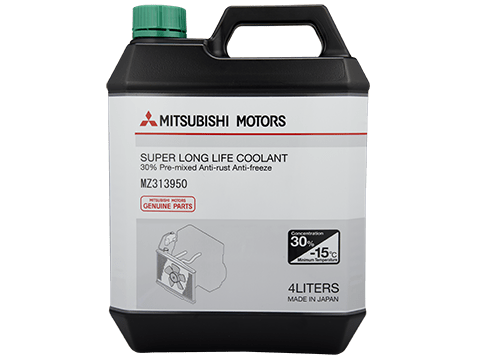 MITSUBISHI MOTORS
SUPER LONG LIFE COOLANT
30% Pre-mixed Anti-rust Anti-freeze
MZ313950
MITSUBISHI MOTORS
GENUINE PARTS
Concentration
30%
-15°C
Minimum Temperature
4LITERS
MADE IN JAPAN